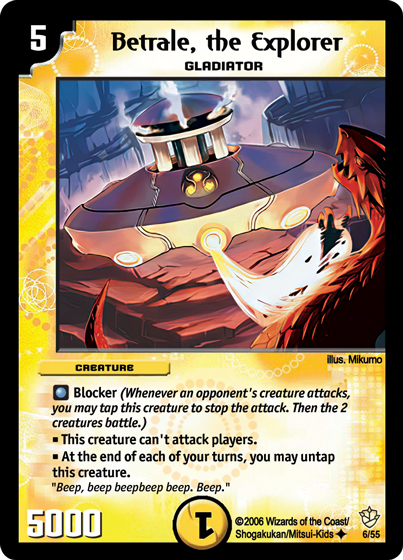 5
Betrale, the Explorer
GLADIATOR
illus. Mikumo
CREATURE
Blocker (Whenever an opponent's creature attacks,
you may tap this creature to stop the attack. Then the 2
creatures battle.)
▪ This creature can't attack players.
▪ At the end of each of your turns, you may untap
this creature.
"Beep, beep beepbeep beep. Beep."
5000
1
©2006 Wizards of the Coast/
Shogakukan/Mitsui-Kids
6/55